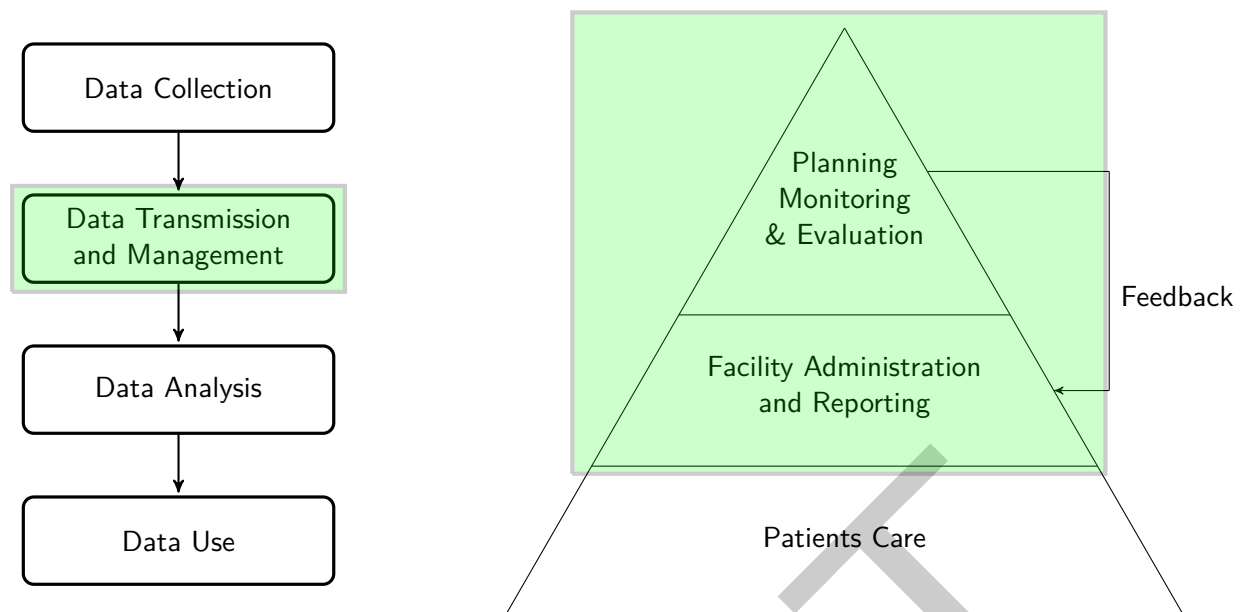 Data Collection
Data Transmission
and Management
Data Analysis
Data Use
Planning
Monitoring
& Evaluation
Feedback
Facility Administration
and Reporting
Patients Care